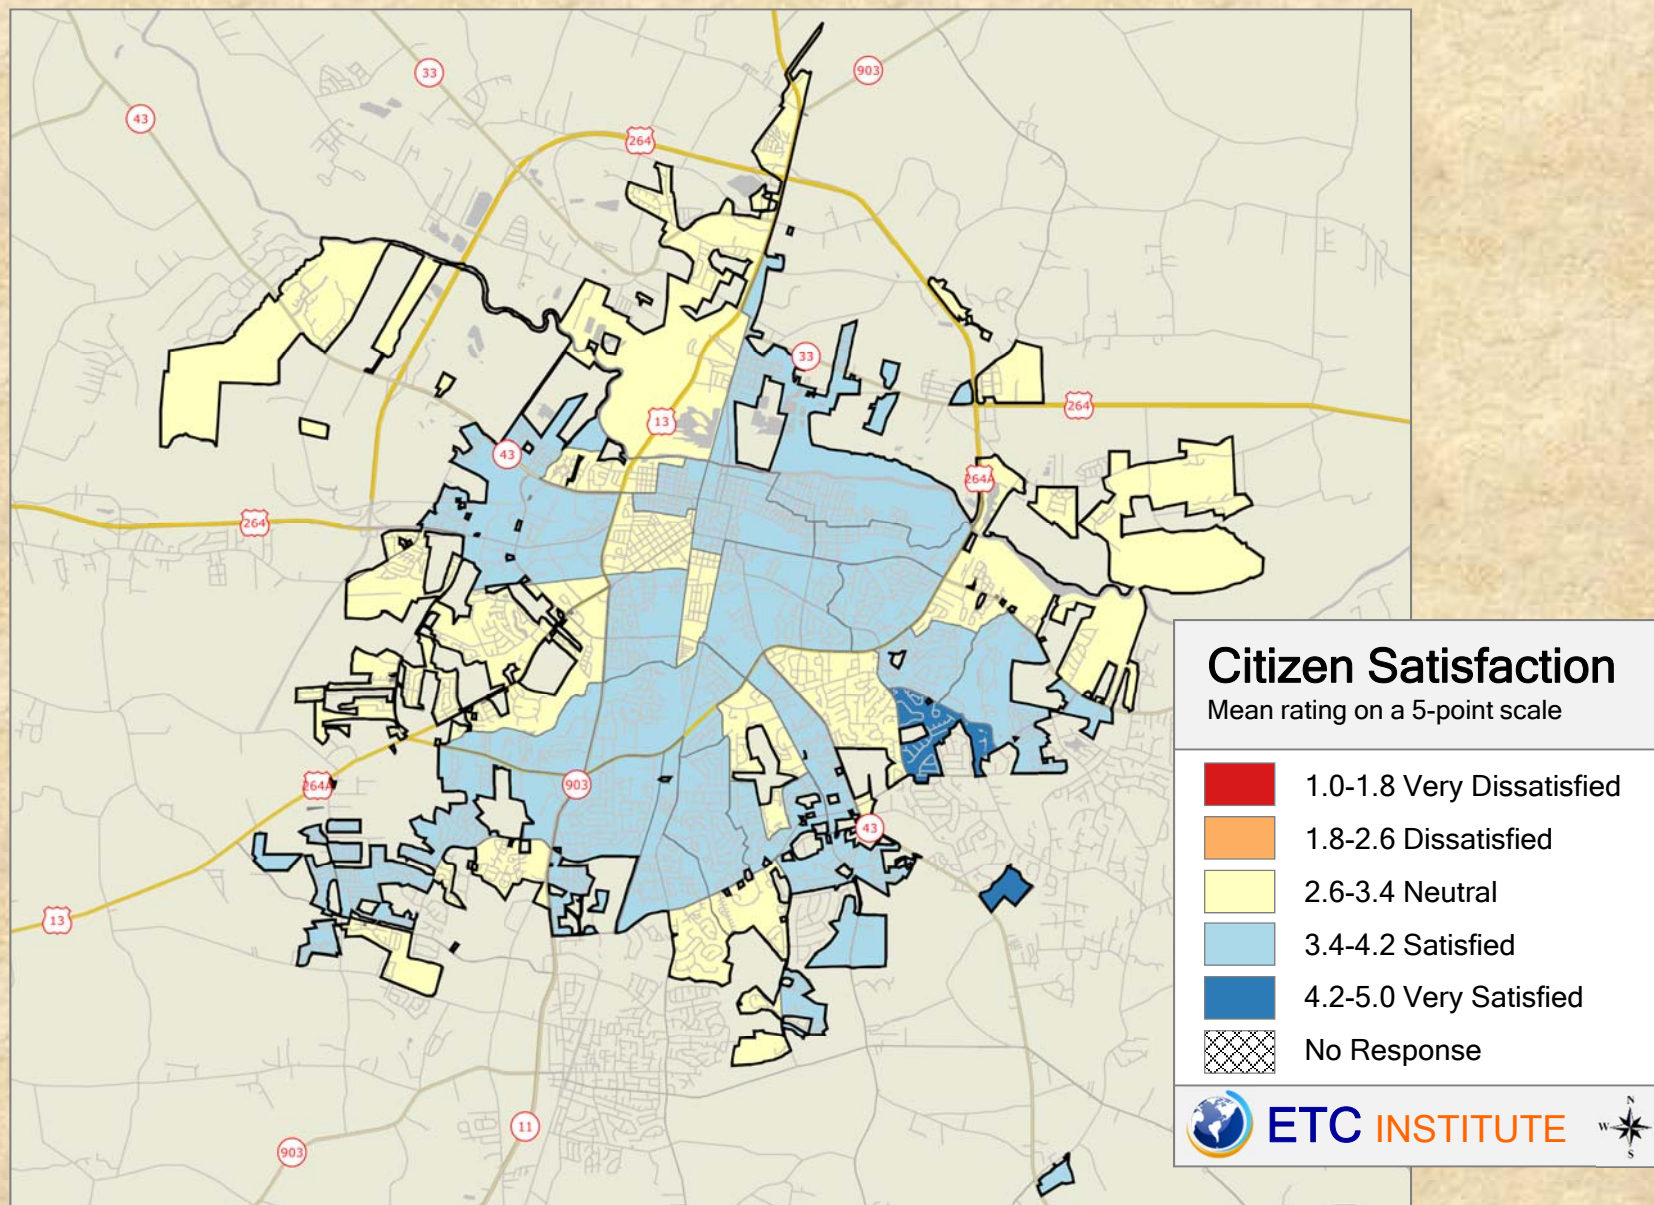 33
903
43
264
33
13
264
43
264A
264
Citizen Satisfaction
Mean rating on a 5-point scale
1.0-1.8 Very Dissatisfied
1.8-2.6 Dissatisfied
2.6-3.4 Neutral
3.4-4.2 Satisfied
4.2-5.0 Very Satisfied
No Response
264A
903
43
13
11
903
ETC INSTITUTE
N
W
S